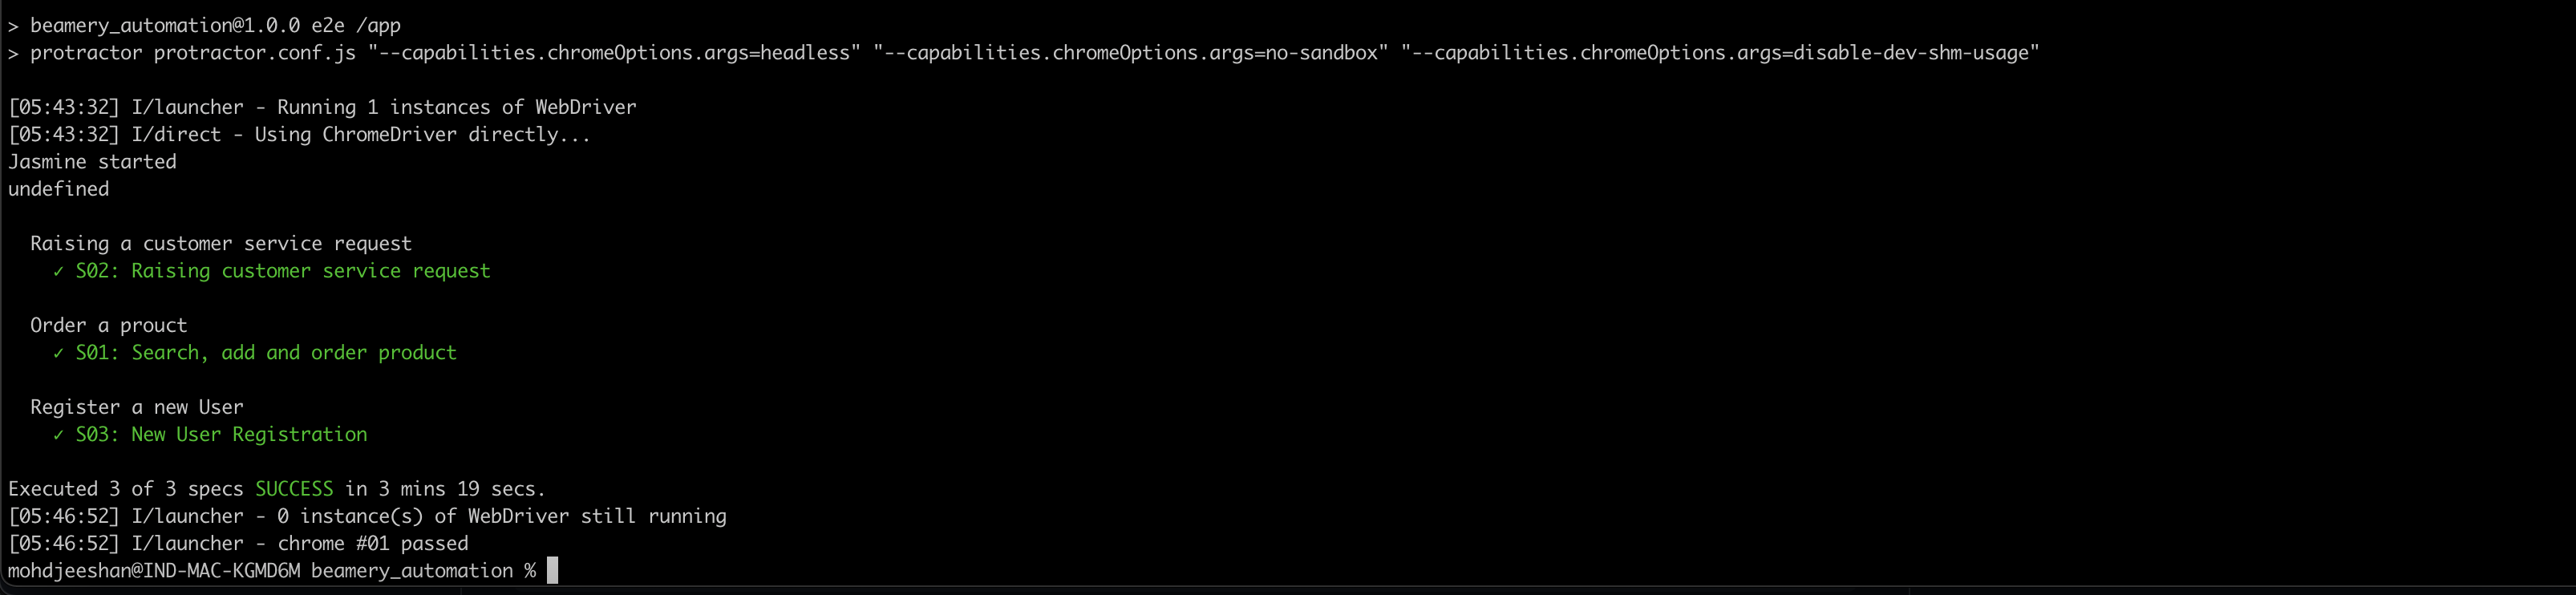 > beamery_automation@1.0.0 e2e /app
> protractor protractor.conf.js "--capabilities.chromeOptions.args=headless" "--capabilities.chromeOptions.args=no-sandbox" "--capabilities.chromeOptions.args=disable-dev-shm-usage"
[05:43:32] I/launcher - Running 1 instances of WebDriver
[05:43:32] I/direct - Using ChromeDriver directly...
Jasmine started
undefined
Raising a customer service request
✓ S02: Raising customer service request
Order a prouct
✓ S01: Search, add and order product
Register a new User
✓ S03: New User Registration
Executed 3 of 3 specs SUCCESS in 3 mins 19 secs.
[05:46:52] I/launcher - 0 instance(s) of WebDriver still running
[05:46:52] I/launcher - chrome #01 passed
mohdjeeshan@IND-MAC-KGMD6M beamery_automation %